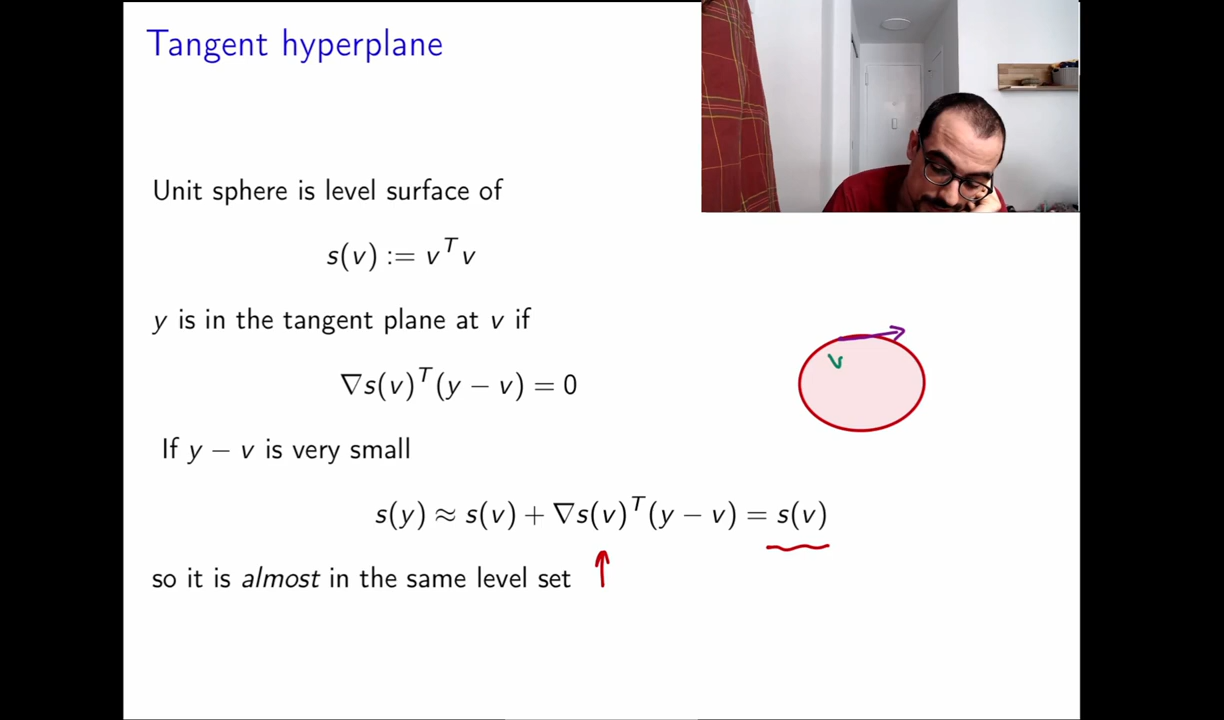 Tangent hyperplane
Unit sphere is level surface of
s(v) := v^T v
y is in the tangent plane at v if
∇s(v)^T (y − v) = 0
v
If y − v is very small
s(y) ≈ s(v) + ∇s(v)^T (y − v) = s(v)
so it is almost in the same level set